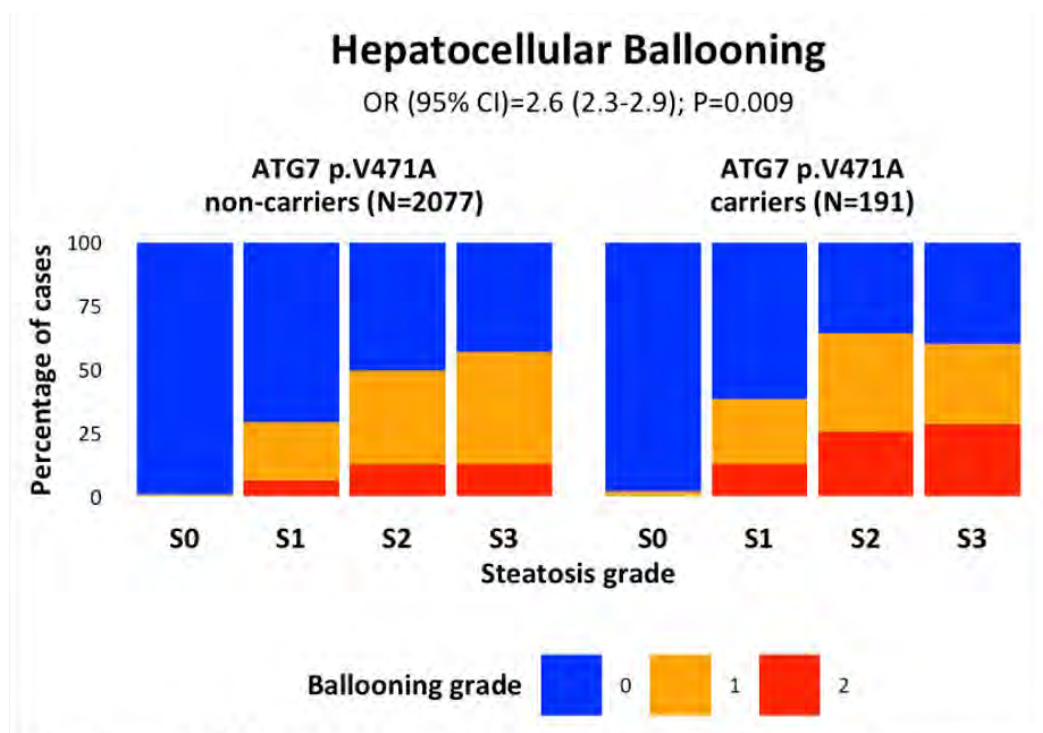 Hepatocellular Ballooning
OR (95% CI)=2.6 (2.3-2.9); P=0.009
ATG7 p.V471A
non-carriers (N=2077)
ATG7 p.V471A
carriers (N=191)
Percentage of cases
100
75
50
25
0
S0 S1 S2 S3
S0 S1 S2 S3
Steatosis grade
Ballooning grade 0 1 2